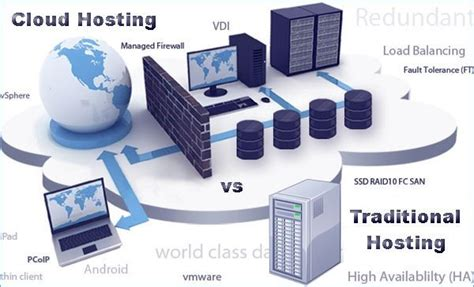 Cloud Hosting
VDI
Redundant
Managed Firewall
Load Balancing
Fault Tolerance (FT)
vSphere
vs
SSD RAID10 FC SAN
Traditional
Hosting
iPad
PCoIP
Android
thin client
world class da
vmware
High Availablilty (HA)